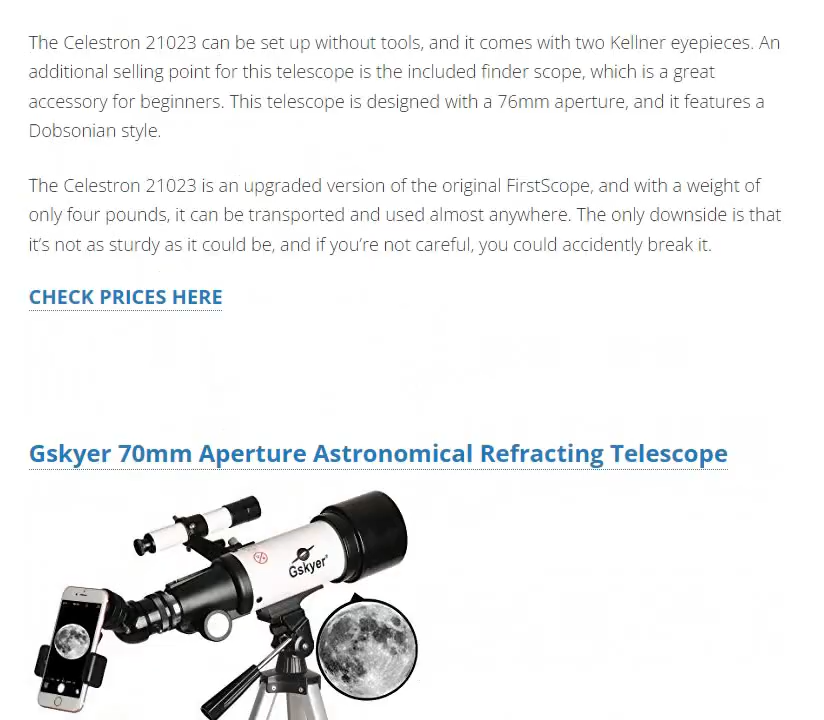 The Celestron 21023 can be set up without tools, and it comes with two Kellner eyepieces. An
additional selling point for this telescope is the included finder scope, which is a great
accessory for beginners. This telescope is designed with a 76mm aperture, and it features a
Dobsonian style.
The Celestron 21023 is an upgraded version of the original FirstScope, and with a weight of
only four pounds, it can be transported and used almost anywhere. The only downside is that
it’s not as sturdy as it could be, and if you’re not careful, you could accidently break it.
CHECK PRICES HERE
Gskyer 70mm Aperture Astronomical Refracting Telescope
Gskyer